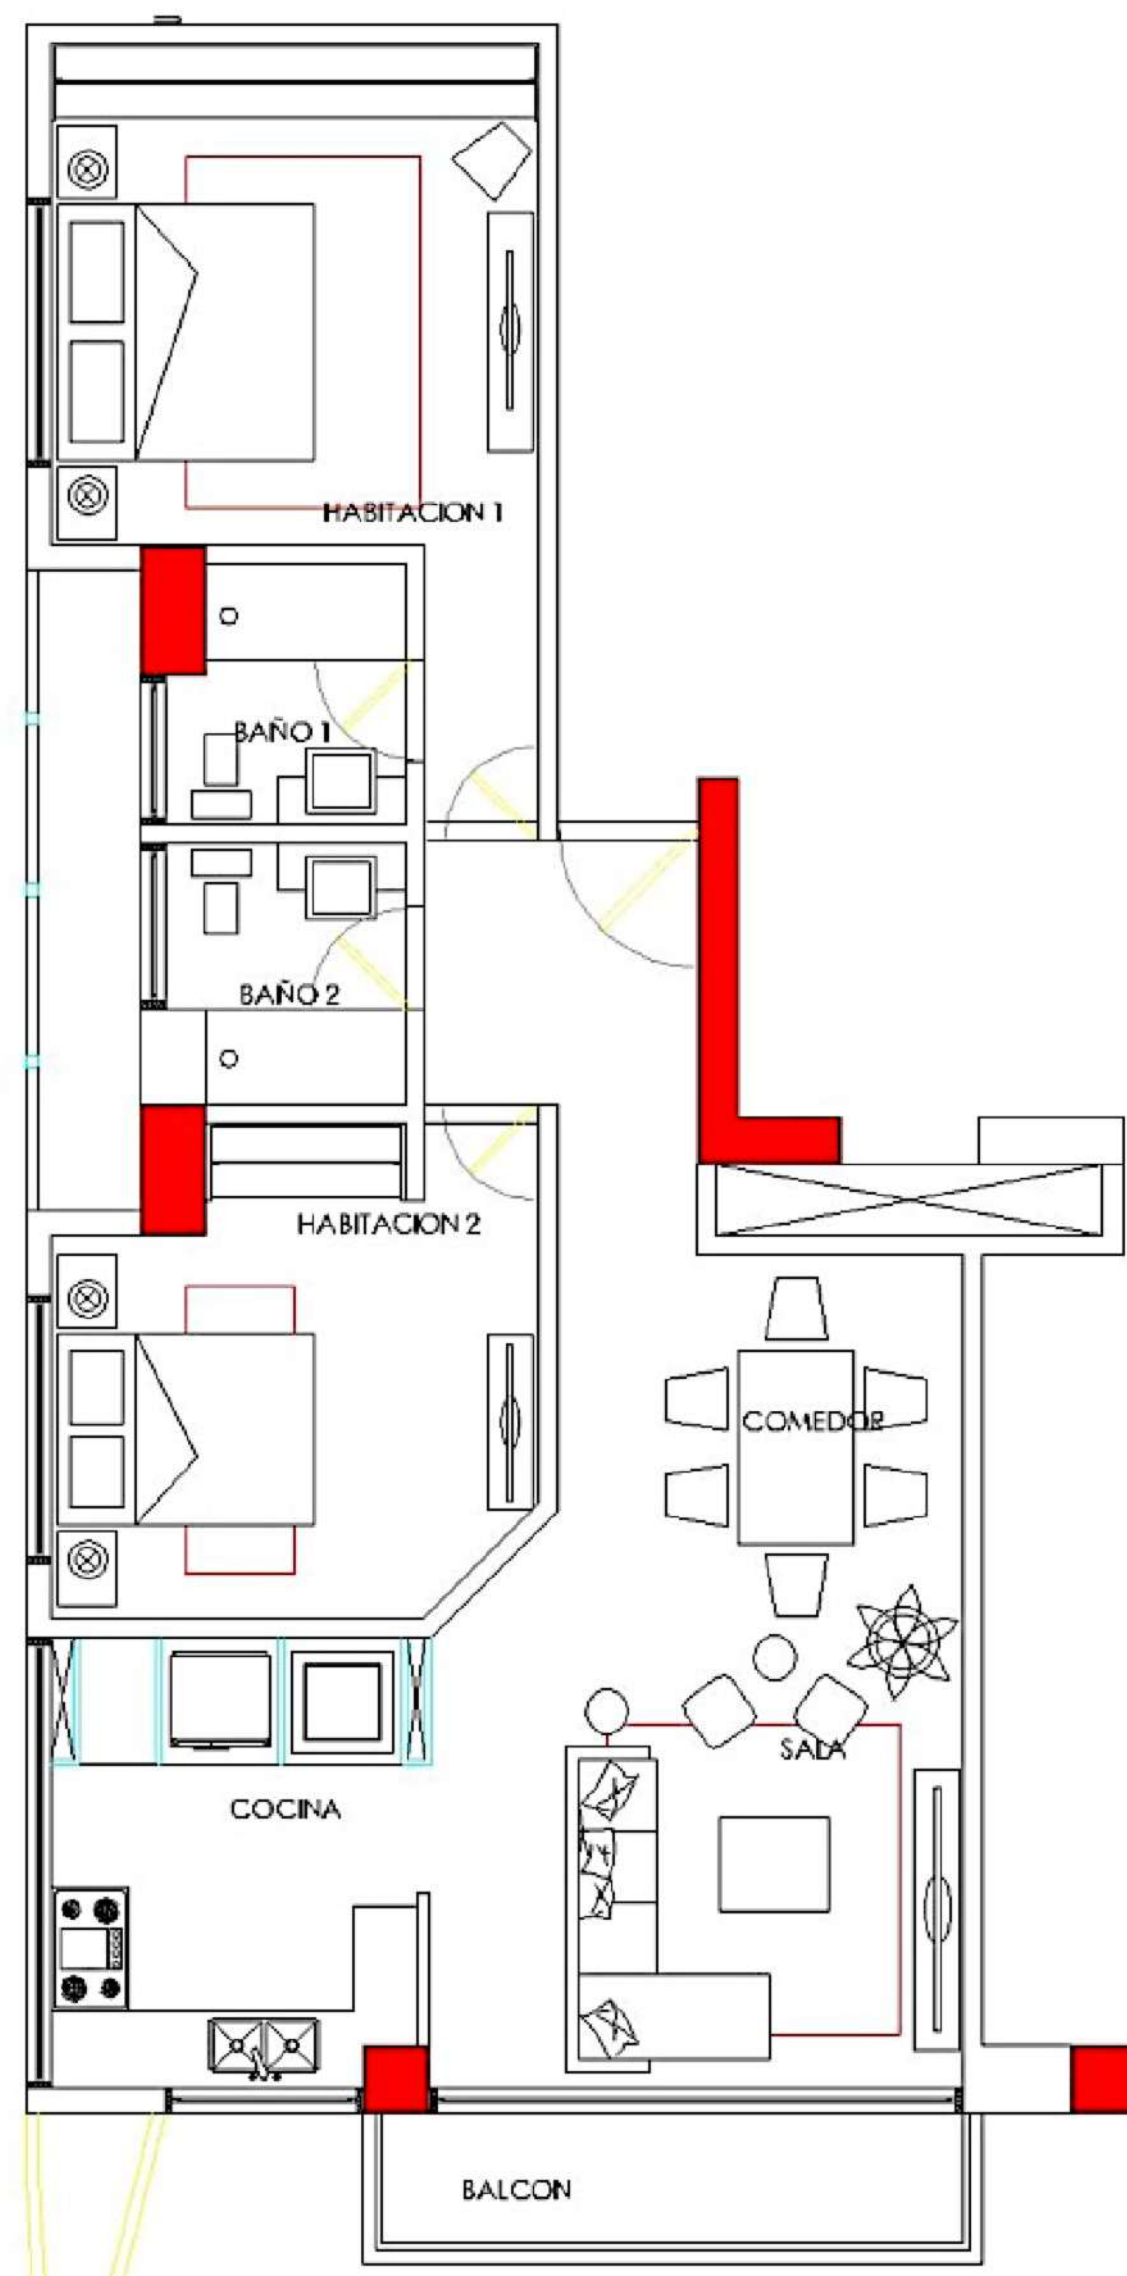 HABITACION 1
BAÑO 1
BAÑO 2
HABITACION 2
COMEDOR
SALA
COCINA
BALCON